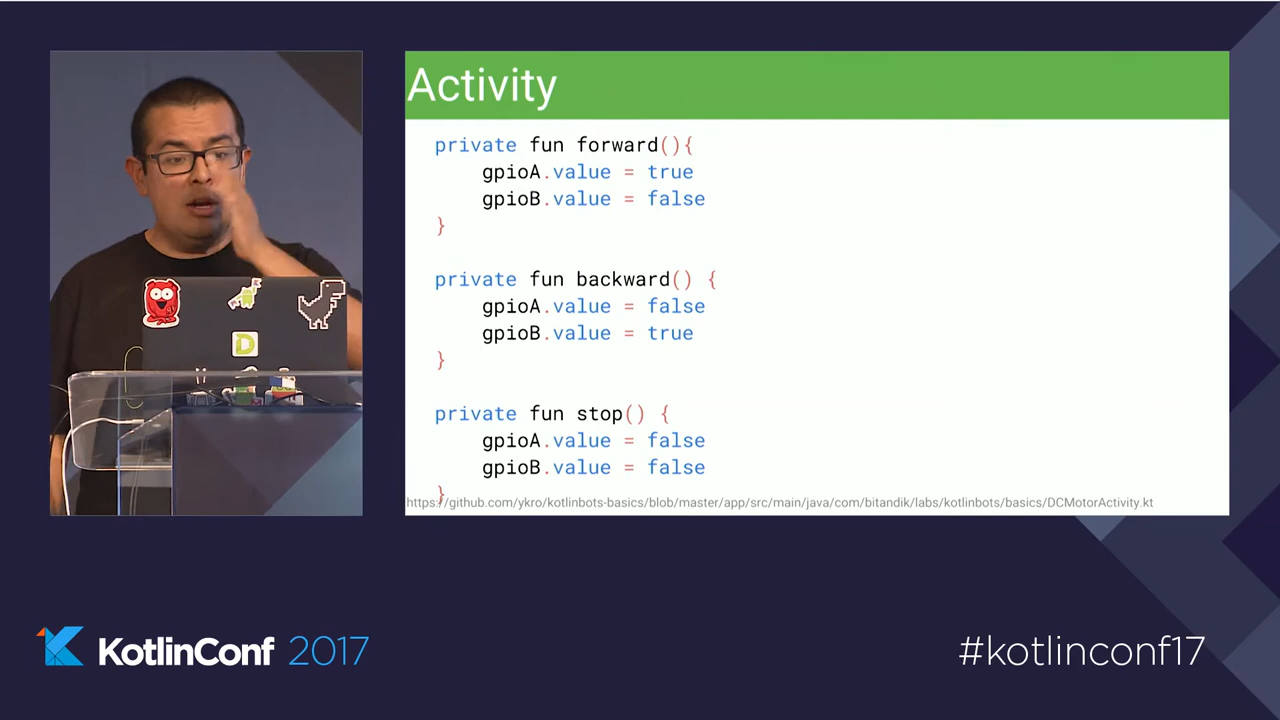 Activity
private fun forward(){
gpioA.value = true
gpioB.value = false
}
private fun backward() {
gpioA.value = false
gpioB.value = true
}
private fun stop() {
gpioA.value = false
gpioB.value = false
}
https://github.com/ykro/kotlinbots-basics/blob/master/app/src/main/java/com/bitandik/labs/kotlinbots/basics/DCMotorActivity.kt
D
KotlinConf 2017
#kotlinconf17